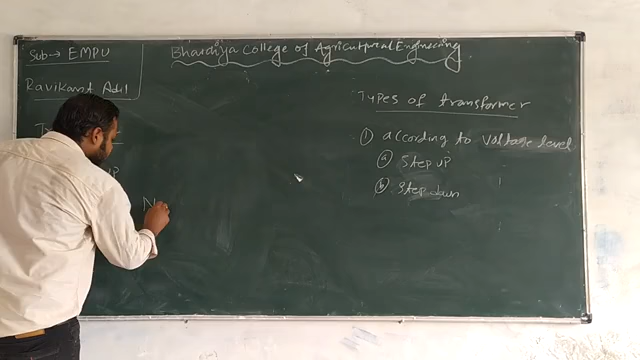 Sub → EMPU
Bhardiya College of Agricutpral Engineering
Ravikant Adil
Types of transformer
① according to voltage level
ⓐ Step up
ⓑ Step down
N